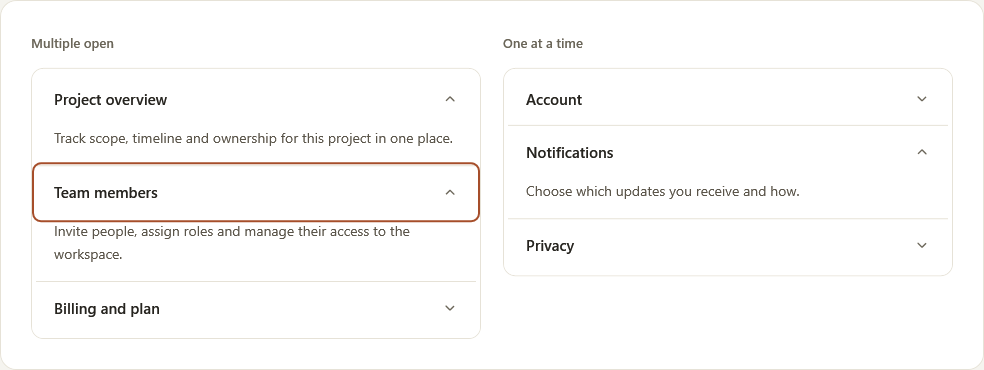 Multiple open
Project overview
Track scope, timeline and ownership for this project in one place.
Team members
Invite people, assign roles and manage their access to the
workspace.
Billing and plan
One at a time
Account
Notifications
Choose which updates you receive and how.
Privacy